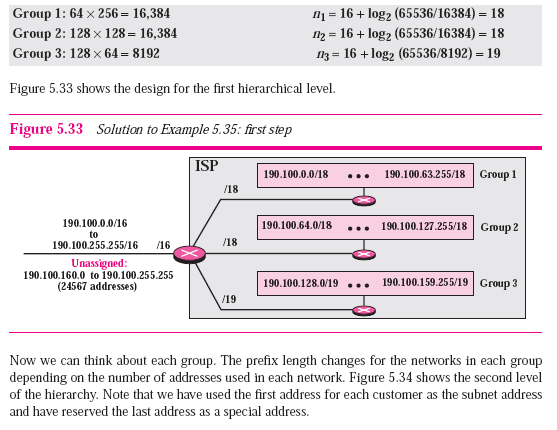 Group 1: 64 × 256 = 16,384 n1 = 16 + log2 (65536/16384) = 18
Group 2: 128 × 128 = 16,384 n2 = 16 + log2 (65536/16384) = 18
Group 3: 128 × 64 = 8192 n3 = 16 + log2 (65536/8192) = 19
Figure 5.33 shows the design for the first hierarchical level.
Figure 5.33 Solution to Example 5.35: first step
ISP
190.100.0.0/18 ••• 190.100.63.255/18 Group 1
/18
190.100.64.0/18 ••• 190.100.127.255/18 Group 2
190.100.0.0/16
to
190.100.255.255/16 /16
/18
Unassigned:
190.100.160.0 to 190.100.255.255
(24567 addresses)
190.100.128.0/19 ••• 190.100.159.255/19 Group 3
/19
Now we can think about each group. The prefix length changes for the networks in each group
depending on the number of addresses used in each network. Figure 5.34 shows the second level
of the hierarchy. Note that we have used the first address for each customer as the subnet address
and have reserved the last address as a special address.